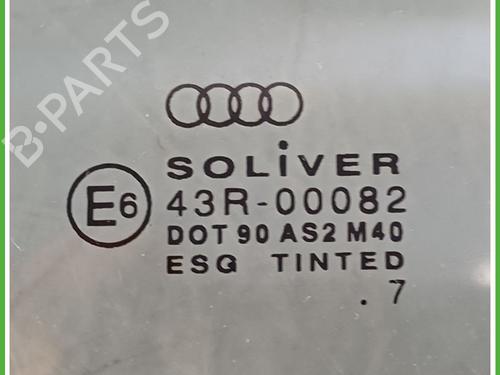 B-PARTS
SOLiVER
E6
43R-00082
DOT 90 AS2 M40
ESG TINTED
. 7